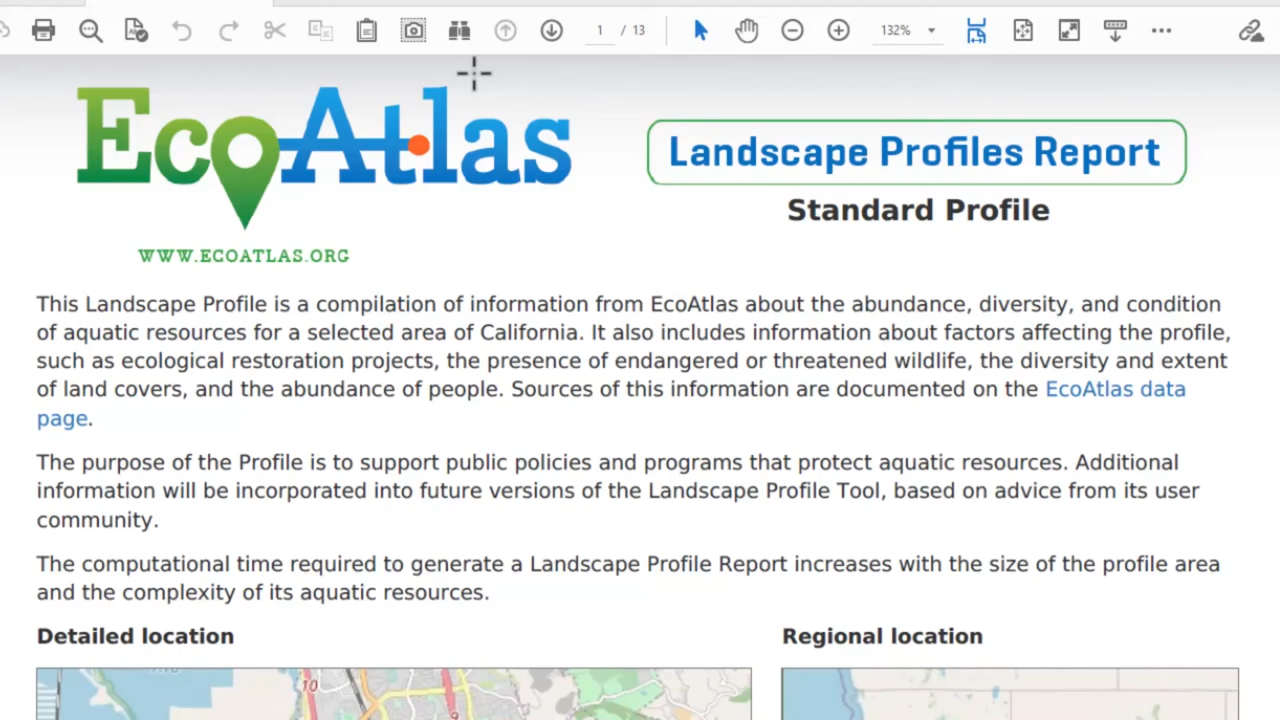 1 / 13
132%
EcoAtlas
WWW.ECOATLAS.ORG
Landscape Profiles Report
Standard Profile
This Landscape Profile is a compilation of information from EcoAtlas about the abundance, diversity, and condition
of aquatic resources for a selected area of California. It also includes information about factors affecting the profile,
such as ecological restoration projects, the presence of endangered or threatened wildlife, the diversity and extent
of land covers, and the abundance of people. Sources of this information are documented on the EcoAtlas data
page.
The purpose of the Profile is to support public policies and programs that protect aquatic resources. Additional
information will be incorporated into future versions of the Landscape Profile Tool, based on advice from its user
community.
The computational time required to generate a Landscape Profile Report increases with the size of the profile area
and the complexity of its aquatic resources.
Detailed location
Regional location
10
9